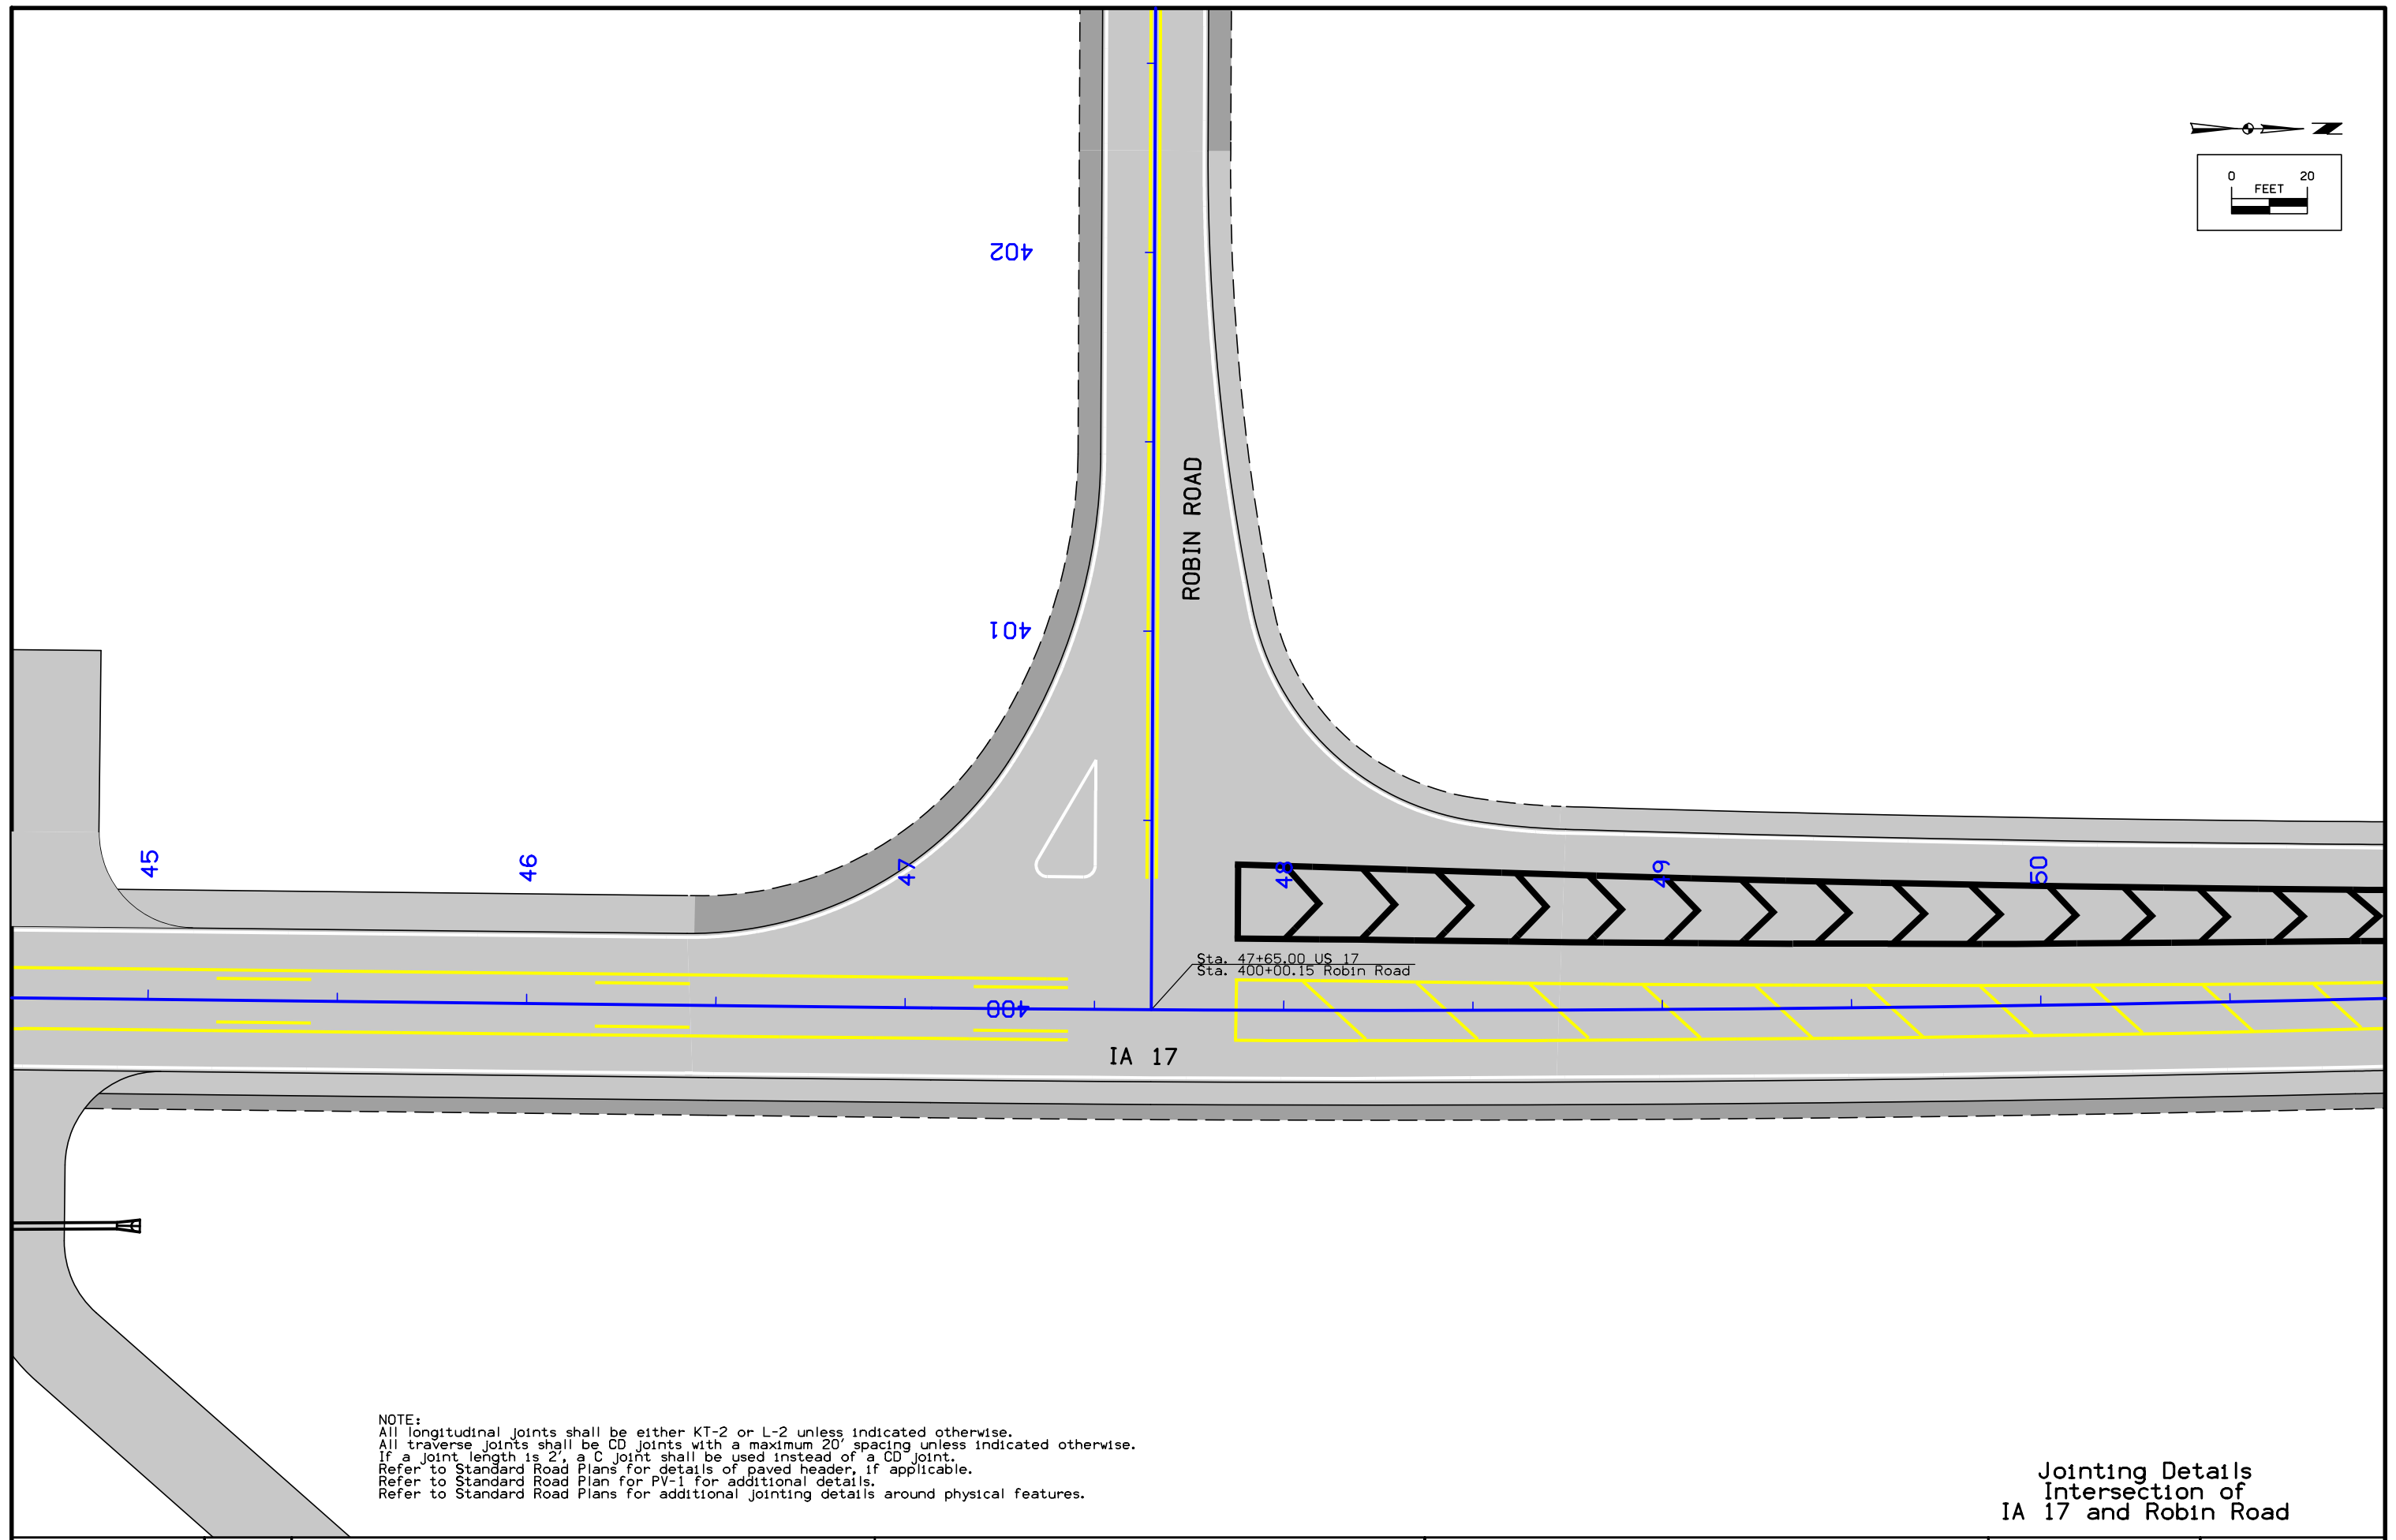 N
0 20
FEET
402
ROBIN ROAD
401
45
46
47
48
49
50
Sta. 47+65.00 US 17
Sta. 400+00.15 Robin Road
400
IA 17
NOTE:
All longitudinal joints shall be either KT-2 or L-2 unless indicated otherwise.
All traverse joints shall be CD joints with a maximum 20' spacing unless indicated otherwise.
If a joint length is 2', a C joint shall be used instead of a CD joint.
Refer to Standard Road Plans for details of paved header, if applicable.
Refer to Standard Road Plan for PV-1 for additional details.
Refer to Standard Road Plans for additional jointing details around physical features.
Jointing Details
Intersection of
IA 17 and Robin Road